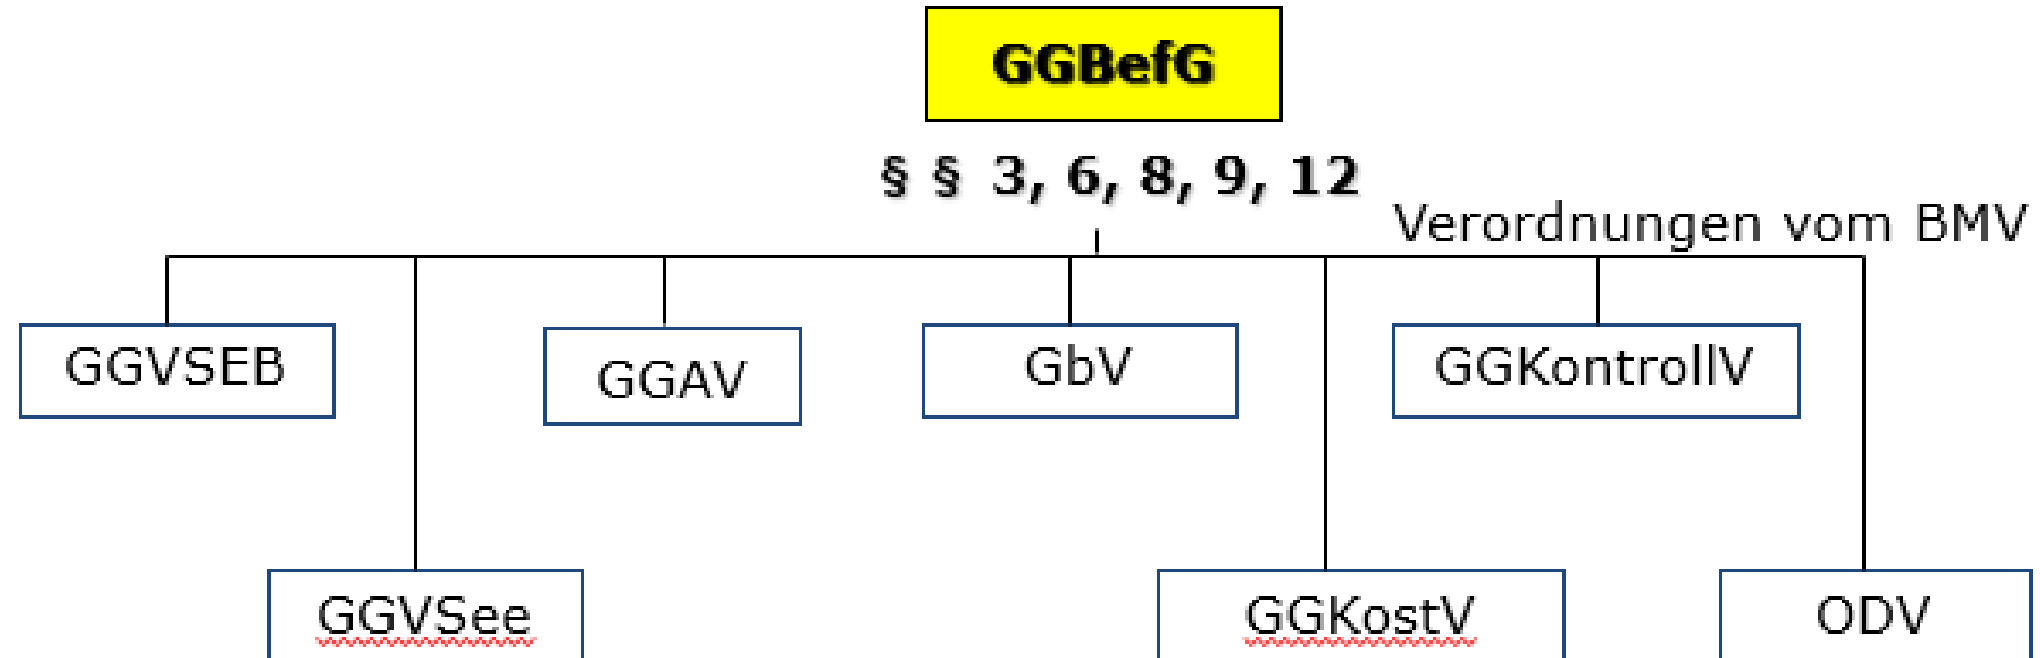 GGBefG
§ § 3, 6, 8, 9, 12
Verordnungen vom BMV
GGVSEB
GGAV
GbV
GGKontrollV
GGVSee
GGKostV
ODV